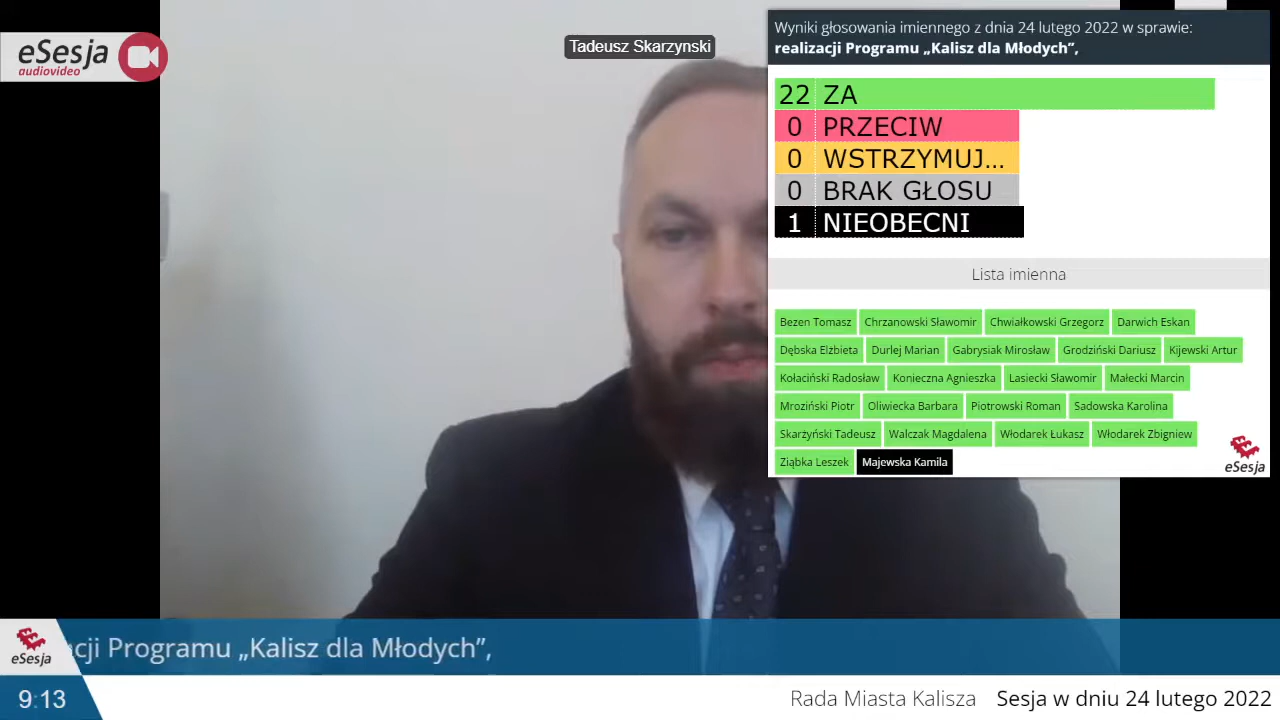 eSesja
audiovideo
Tadeusz Skarzynski
Wyniki głosowania imiennego z dnia 24 lutego 2022 w sprawie:
realizacji Programu „Kalisz dla Młodych”,
22 ZA
0 PRZECIW
0 WSTRZYMUJ...
0 BRAK GŁOSU
1 NIEOBECNI
Lista imienna
Bezen Tomasz Chrzanowski Sławomir Chwiałkowski Grzegorz Darwich Eskan
Dębska Elżbieta Durlej Marian Gabrysiak Mirosław Grodziński Dariusz Kijewski Artur
Kołaciński Radosław Konieczna Agnieszka Lasiecki Sławomir Małecki Marcin
Mroziński Piotr Oliwiecka Barbara Piotrowski Roman Sadowska Karolina
Skarżyński Tadeusz Walczak Magdalena Włodarek Łukasz Włodarek Zbigniew
Ziąbka Leszek Majewska Kamila
eSesja
eSesja
cji Programu „Kalisz dla Młodych”,
9:13
Rada Miasta Kalisza Sesja w dniu 24 lutego 2022